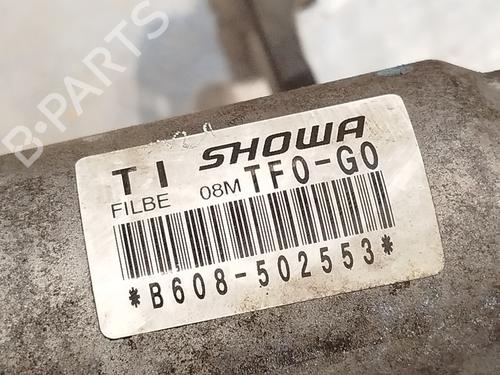 B-PARTS
TI SHOWA
FILBE 08M TF0-G0
*B608-502553*